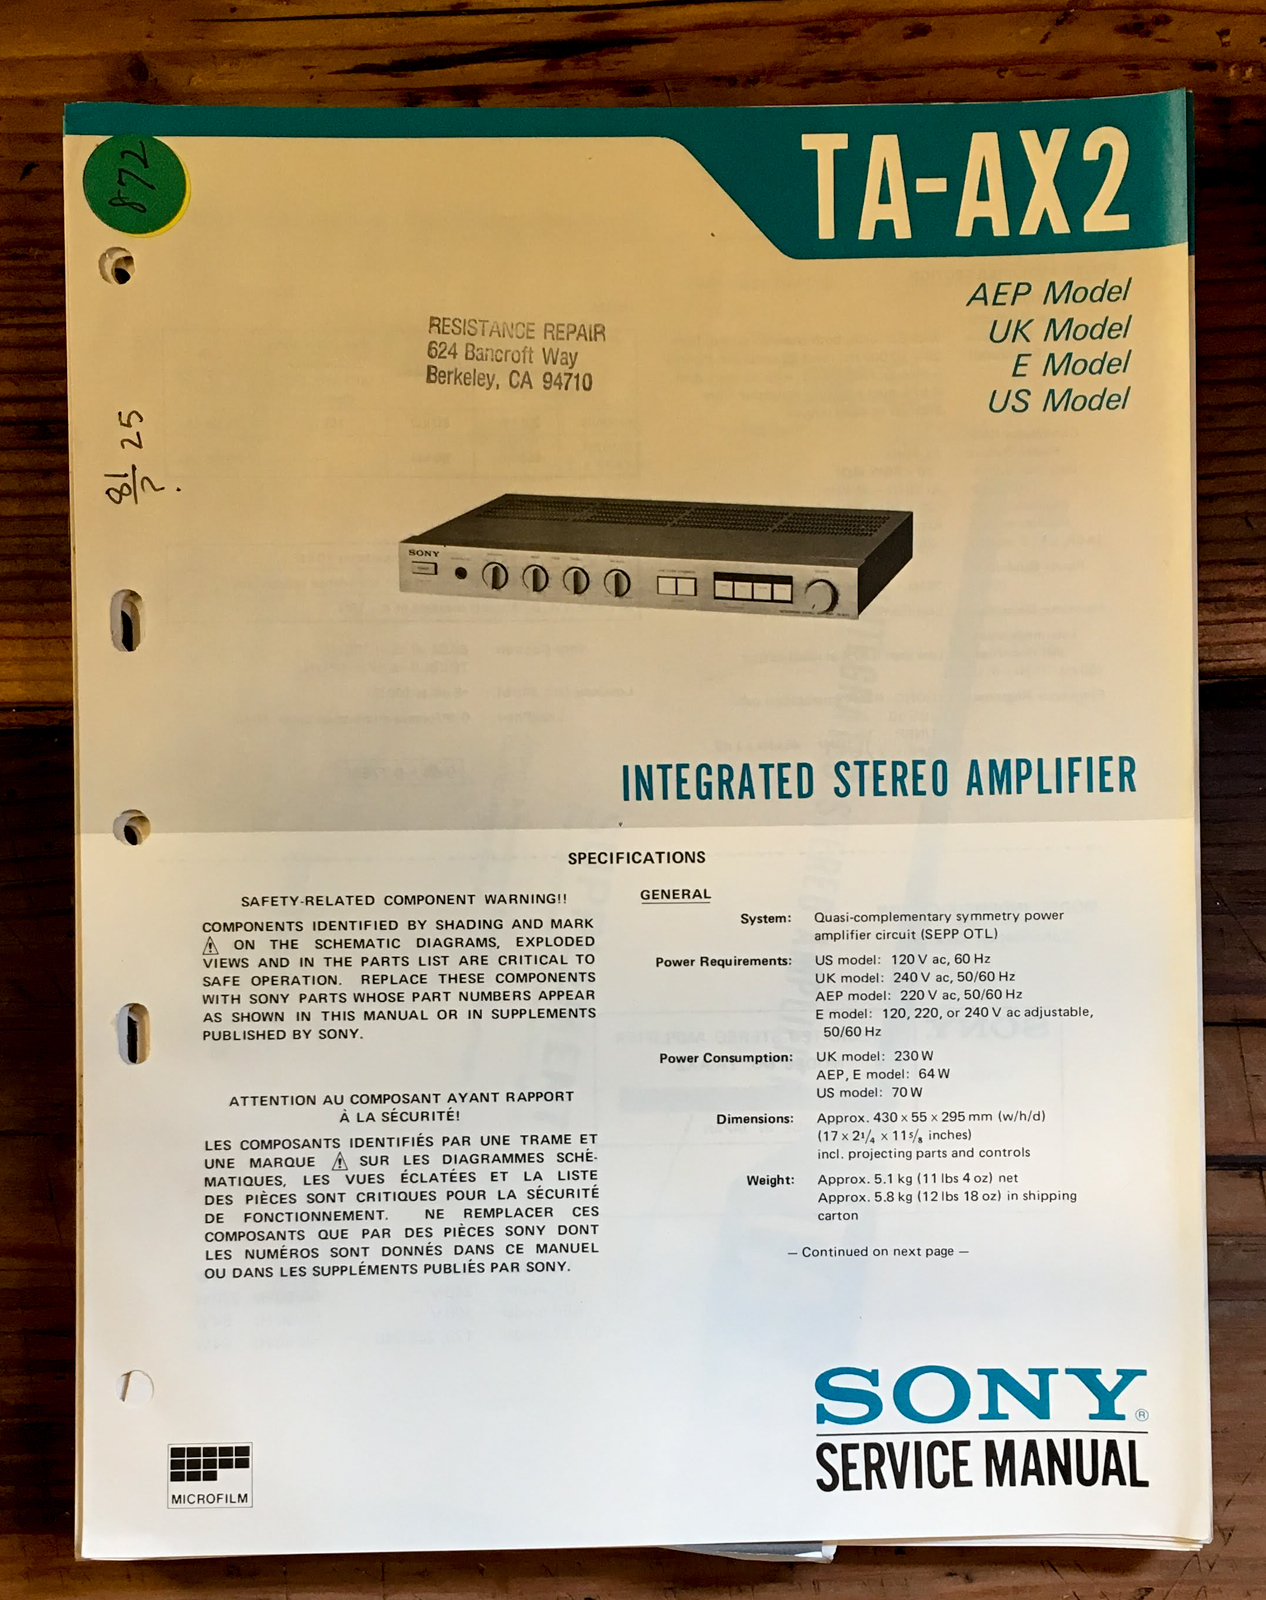 TA-AX2
872
AEP Model
UK Model
E Model
US Model
RESISTANCE REPAIR
624 Bancroft Way
Berkeley, CA 94710
25
SONY
INTEGRATED STEREO AMPLIFIER
SPECIFICATIONS
SAFETY-RELATED COMPONENT WARNING!!
COMPONENTS IDENTIFIED BY SHADING AND MARK
⚠ ON THE SCHEMATIC DIAGRAMS, EXPLODED
VIEWS AND IN THE PARTS LIST ARE CRITICAL TO
SAFE OPERATION. REPLACE THESE COMPONENTS
WITH SONY PARTS WHOSE PART NUMBERS APPEAR
AS SHOWN IN THIS MANUAL OR IN SUPPLEMENTS
PUBLISHED BY SONY.
ATTENTION AU COMPOSANT AYANT RAPPORT
À LA SÉCURITÉ!
LES COMPOSANTS IDENTIFIÉS PAR UNE TRAME ET
UNE MARQUE ⚠ SUR LES DIAGRAMMES SCHÉ-
MATIQUES, LES VUES ÉCLATÉES ET LA LISTE
DES PIÈCES SONT CRITIQUES POUR LA SÉCURITÉ
DE FONCTIONNEMENT. NE REMPLACER CES
COMPOSANTS QUE PAR DES PIÈCES SONY DONT
LES NUMÉROS SONT DONNÉS DANS CE MANUEL
OU DANS LES SUPPLÉMENTS PUBLIÉS PAR SONY.
GENERAL
System: Quasi-complementary symmetry power
amplifier circuit (SEPP OTL)
Power Requirements: US model: 120 V ac, 60 Hz
UK model: 240 V ac, 50/60 Hz
AEP model: 220 V ac, 50/60 Hz
E model: 120, 220, or 240 V ac adjustable,
50/60 Hz
Power Consumption: UK model: 230 W
AEP, E model: 64 W
US model: 70 W
Dimensions: Approx. 430 x 55 x 295 mm (w/h/d)
(17 x 2 1/4 x 11 5/8 inches)
incl. projecting parts and controls
Weight: Approx. 5.1 kg (11 lbs 4 oz) net
Approx. 5.8 kg (12 lbs 18 oz) in shipping
carton
— Continued on next page —
SONY®
SERVICE MANUAL
MICROFILM